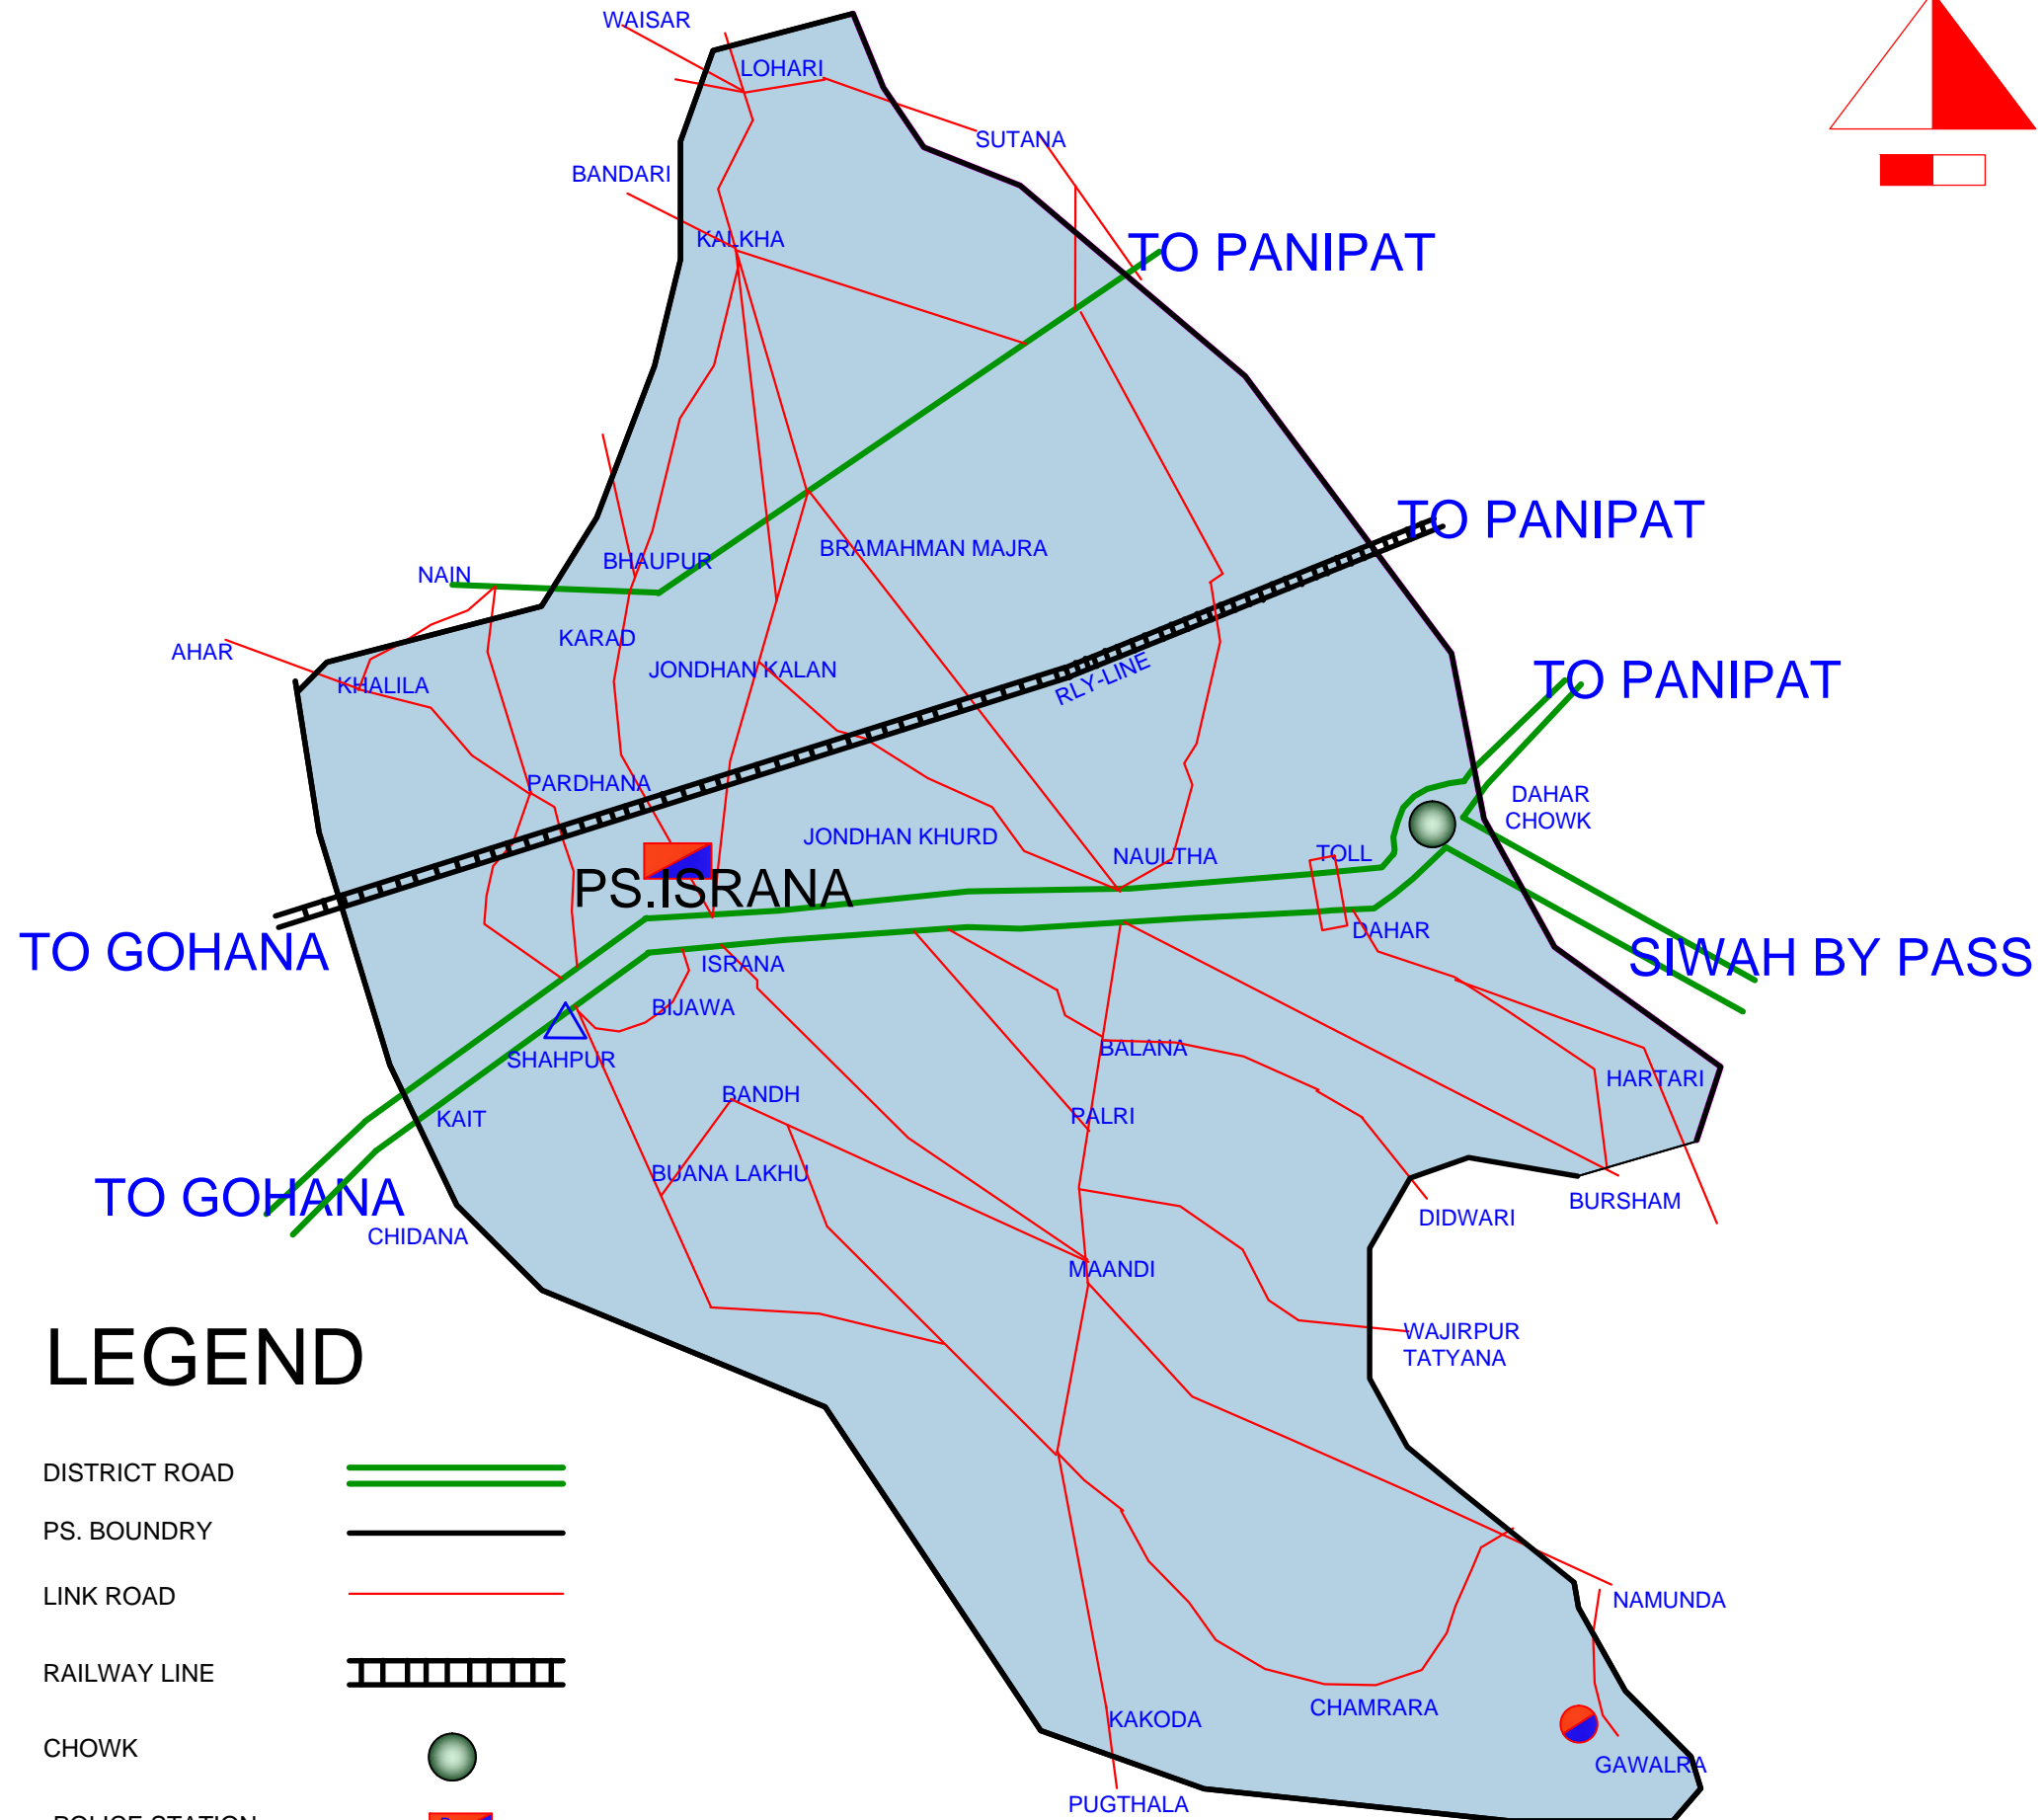 WAISAR
LOHARI
SUTANA
BANDARI
KALKHA
TO PANIPAT
TO PANIPAT
BRAMAHMAN MAJRA
BHAUPUR
NAIN
KARAD
AHAR
JONDHAN KALAN
KHALILA
RLY-LINE
TO PANIPAT
PARDHANA
DAHAR
CHOWK
JONDHAN KHURD
NAULTHA
TOLL
PS.ISRANA
DAHAR
TO GOHANA
SIWAH BY PASS
ISRANA
BIJAWA
SHAHPUR
BALANA
HARTARI
BANDH
KAIT
PALRI
BUANA LAKHU
TO GOHANA
BURSHAM
DIDWARI
CHIDANA
MAANDI
WAJIRPUR
TATYANA
LEGEND
DISTRICT ROAD
PS. BOUNDRY
LINK ROAD
NAMUNDA
RAILWAY LINE
CHAMRARA
KAKODA
CHOWK
GAWALRA
PUGTHALA
POLICE STATION